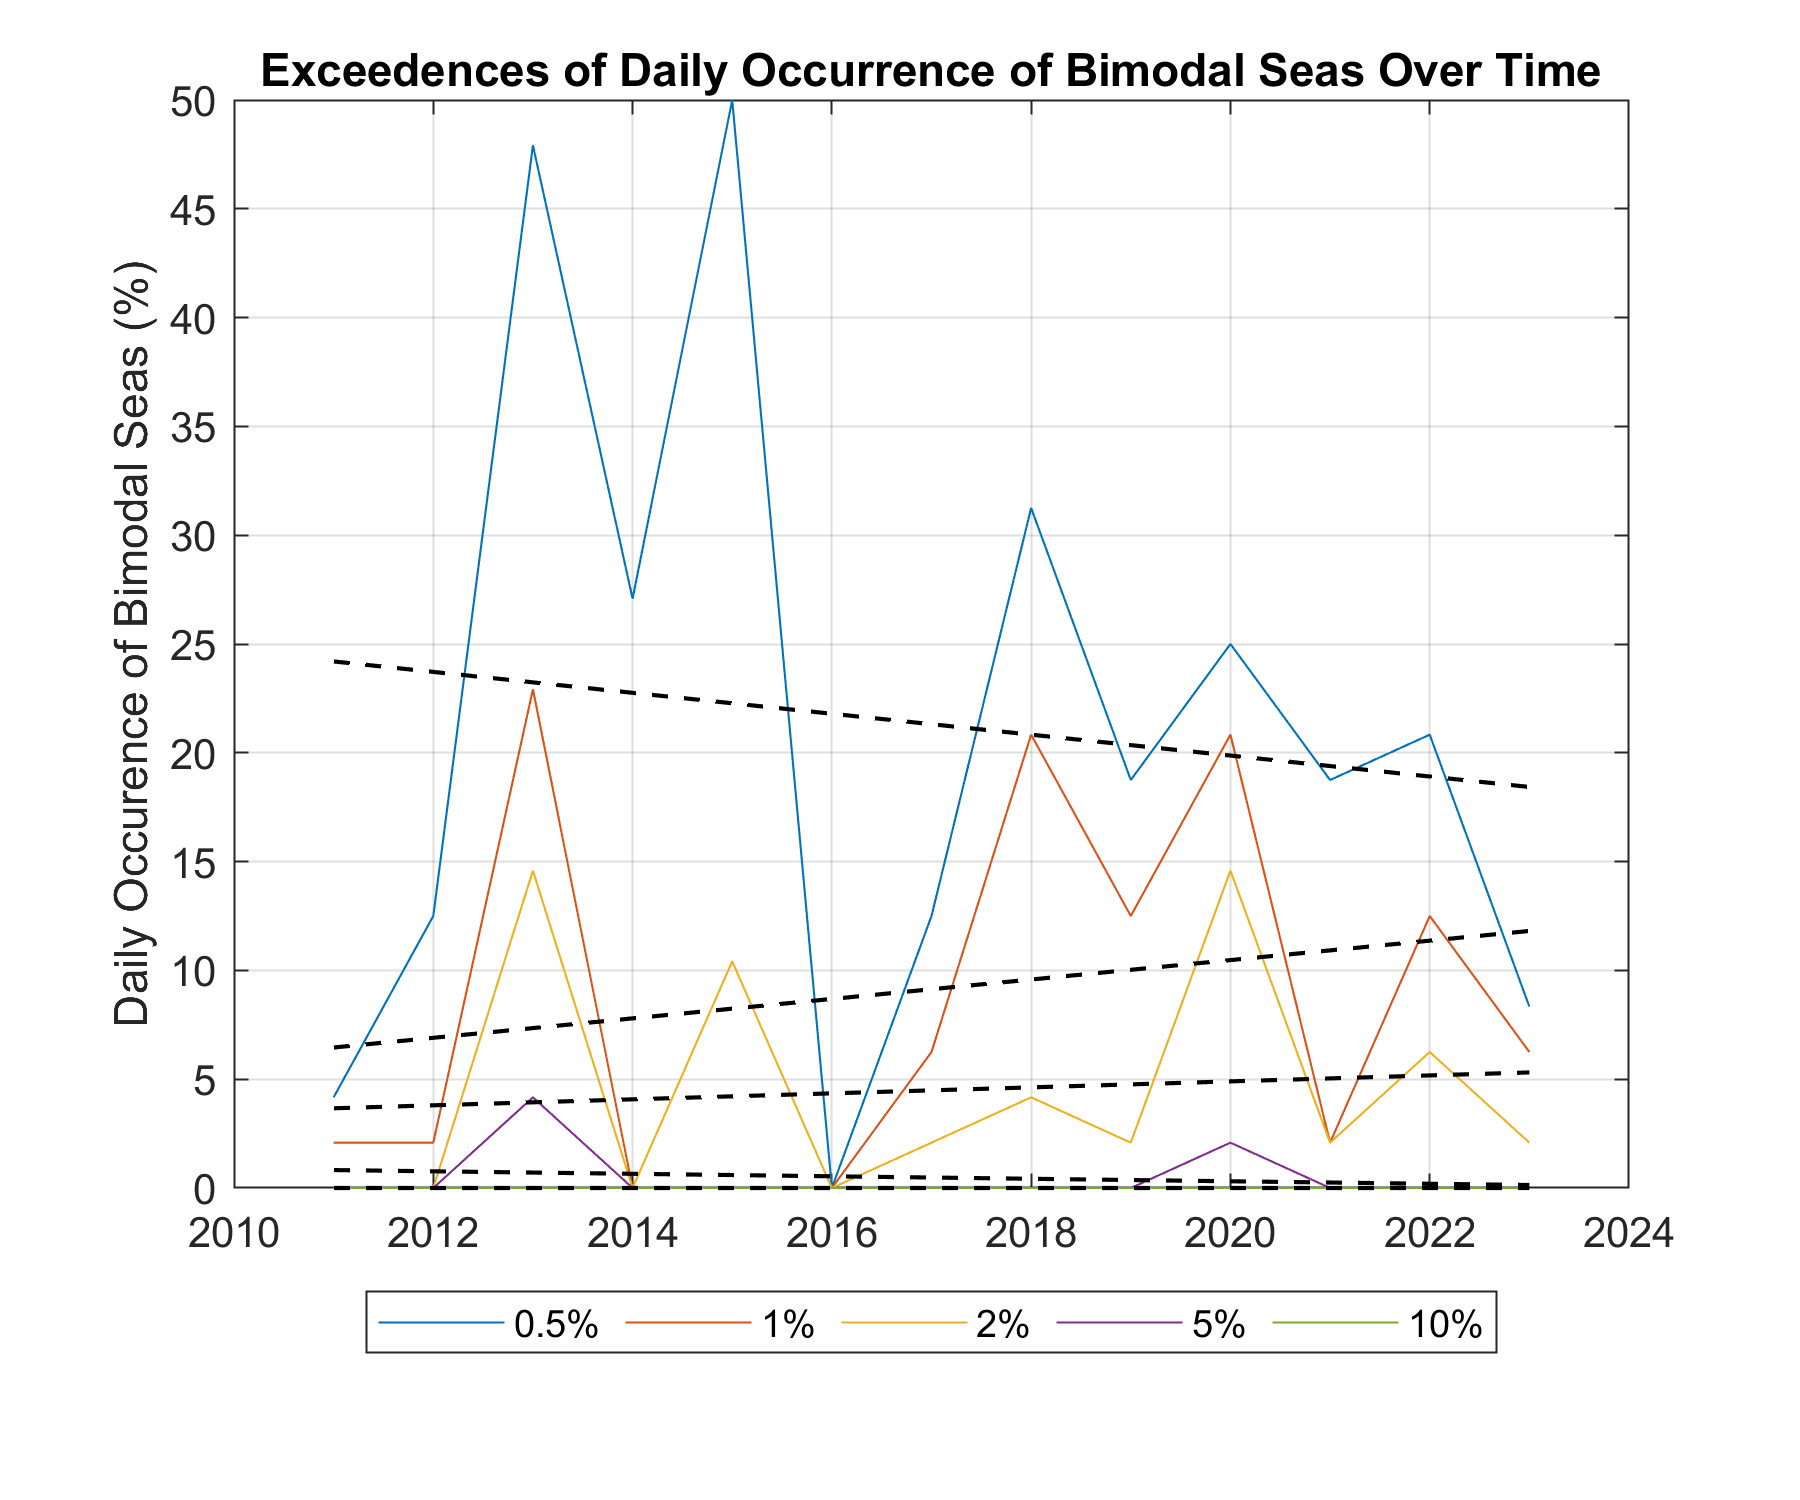 Exceedences of Daily Occurrence of Bimodal Seas Over Time
Daily Occurence of Bimodal Seas (%)
50
45
40
35
30
25
20
15
10
5
0
2010 2012 2014 2016 2018 2020 2022 2024
0.5% 1% 2% 5% 10%